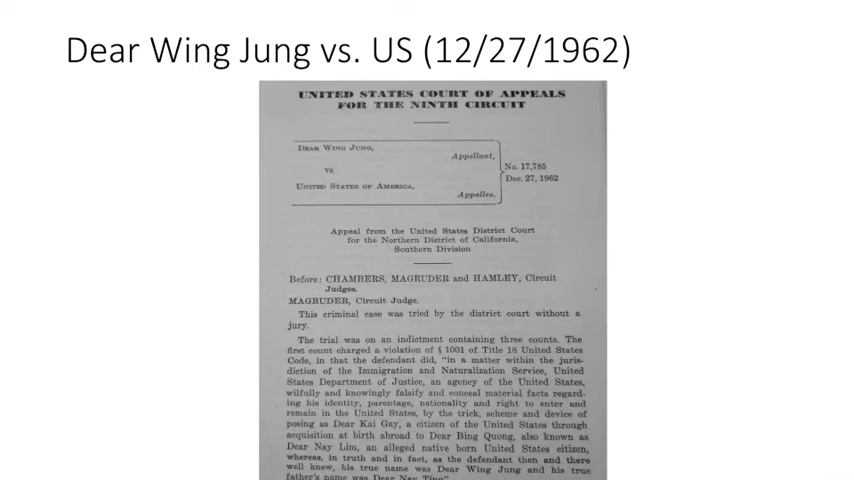 Dear Wing Jung vs. US (12/27/1962)
UNITED STATES COURT OF APPEALS
FOR THE NINTH CIRCUIT
DEAR WING JUNG,
Appellant,
vs.
UNITED STATES OF AMERICA,
Appellee.
No. 17,785
Dec. 27, 1962
Appeal from the United States District Court
for the Northern District of California,
Southern Division
Before: CHAMBERS, MAGRUDER and HAMLEY, Circuit
Judges.
MAGRUDER, Circuit Judge.
This criminal case was tried by the district court without a
jury.
The trial was on an indictment containing three counts. The
first count charged a violation of § 1001 of Title 18 United States
Code, in that the defendant did, "in a matter within the juris-
diction of the Immigration and Naturalization Service, United
States Department of Justice, an agency of the United States,
wilfully and knowingly falsify and conceal material facts regard-
ing his identity, parentage, nationality and right to enter and
remain in the United States, by the trick, scheme and device of
posing as Dear Kai Gay, a citizen of the United States through
acquisition at birth abroad to Dear Bing Quong, also known as
Dear Nay Lim, an alleged native born United States citizen,
whereas, in truth and in fact, as the defendant then and there
well knew, his true name was Dear Wing Jung and his true
father's name was Dear Nay Ting"